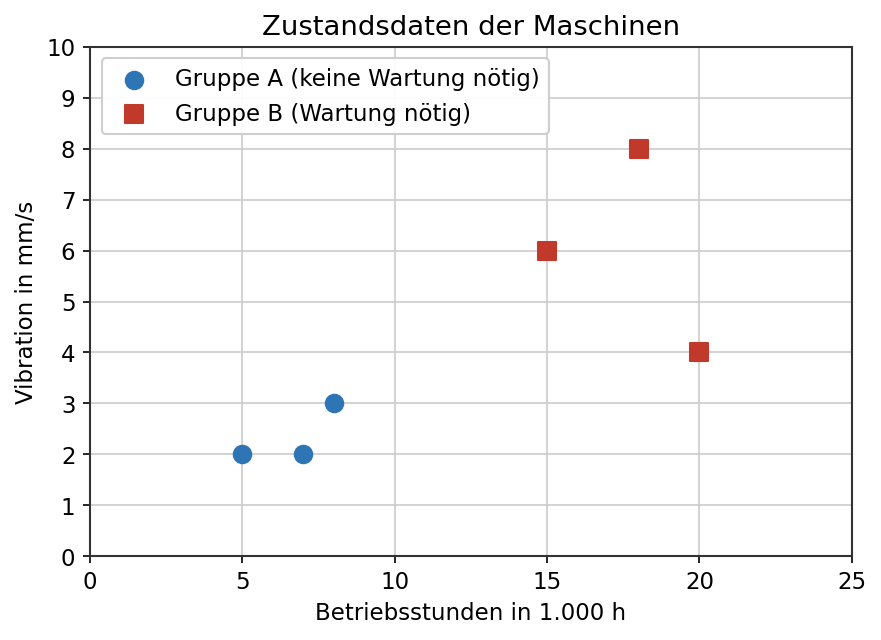 Zustandsdaten der Maschinen
Gruppe A (keine Wartung nötig)
Gruppe B (Wartung nötig)
Vibration in mm/s
10
9
8
7
6
5
4
3
2
1
0
0 5 10 15 20 25
Betriebsstunden in 1.000 h